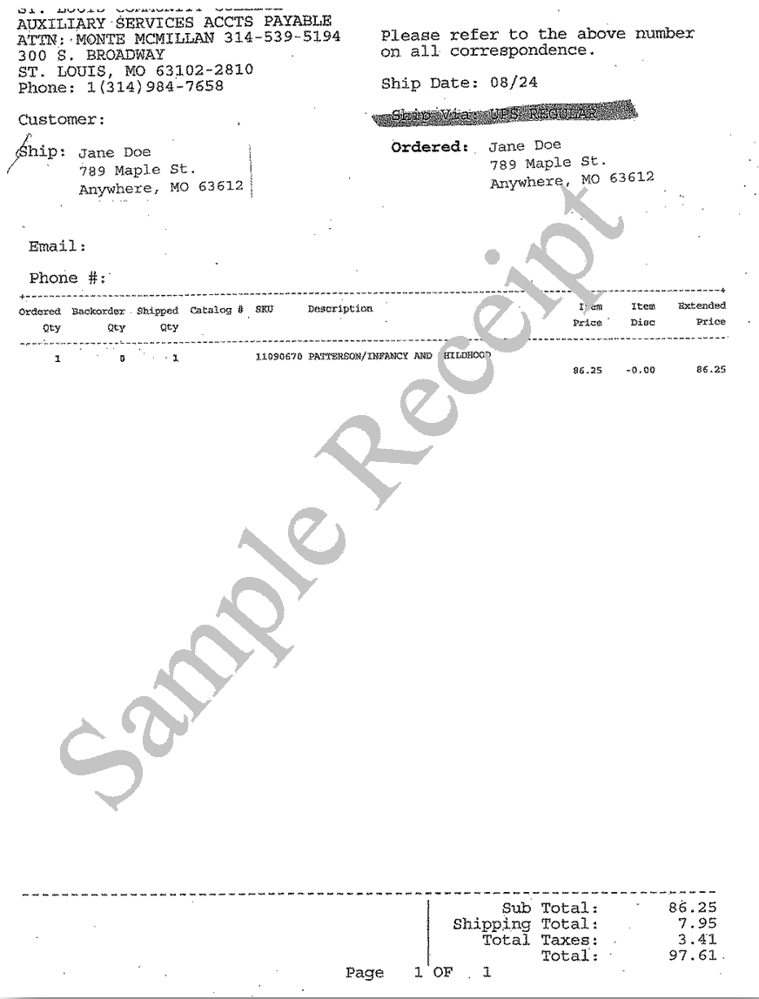 ST. LOUIS COMMUNITY COLLEGE
AUXILIARY SERVICES ACCTS PAYABLE
ATTN: MONTE MCMILLAN 314-539-5194
300 S. BROADWAY
ST. LOUIS, MO 63102-2810
Phone: 1(314)984-7658
Please refer to the above number
on all correspondence.
Ship Date: 08/24
Ship Via: UPS REGULAR
Customer:
Ship: Jane Doe
789 Maple St.
Anywhere, MO 63612
Ordered: Jane Doe
789 Maple St.
Anywhere, MO 63612
Email:
Phone #:
Ordered Backorder Shipped Catalog # SKU Description Item Item Extended
Qty Qty Qty Price Disc Price
1 0 1 11090670 PATTERSON/INFANCY AND HILDHOOD
86.25 -0.00 86.25
Sample Receipt
Sub Total: 86.25
Shipping Total: 7.95
Total Taxes: 3.41
Total: 97.61
Page 1 OF 1